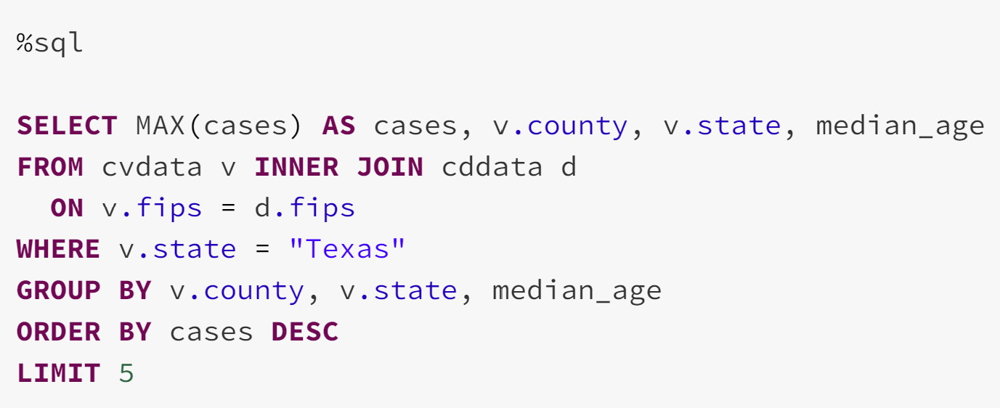 %sql
SELECT MAX(cases) AS cases, v.county, v.state, median_age
FROM cvdata v INNER JOIN cddata d
  ON v.fips = d.fips
WHERE v.state = "Texas"
GROUP BY v.county, v.state, median_age
ORDER BY cases DESC
LIMIT 5